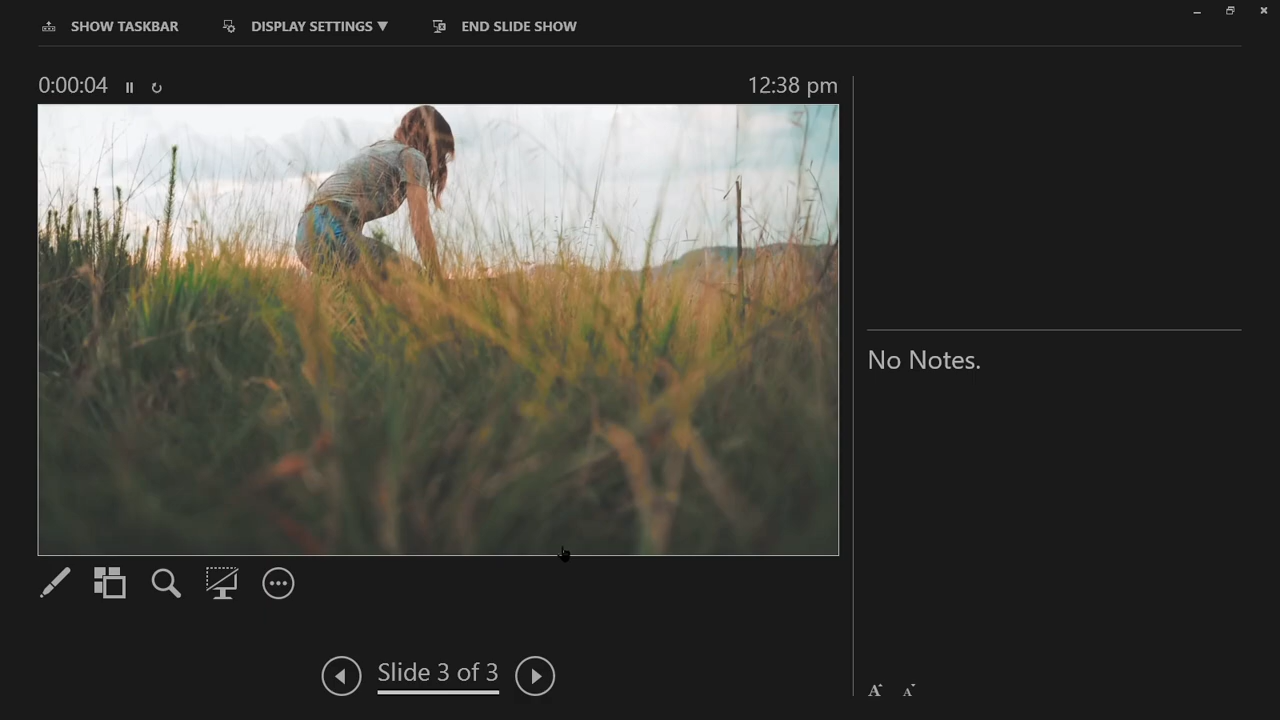 SHOW TASKBAR DISPLAY SETTINGS ▼ END SLIDE SHOW
0:00:04 12:38 pm
No Notes.
Slide 3 of 3
A A